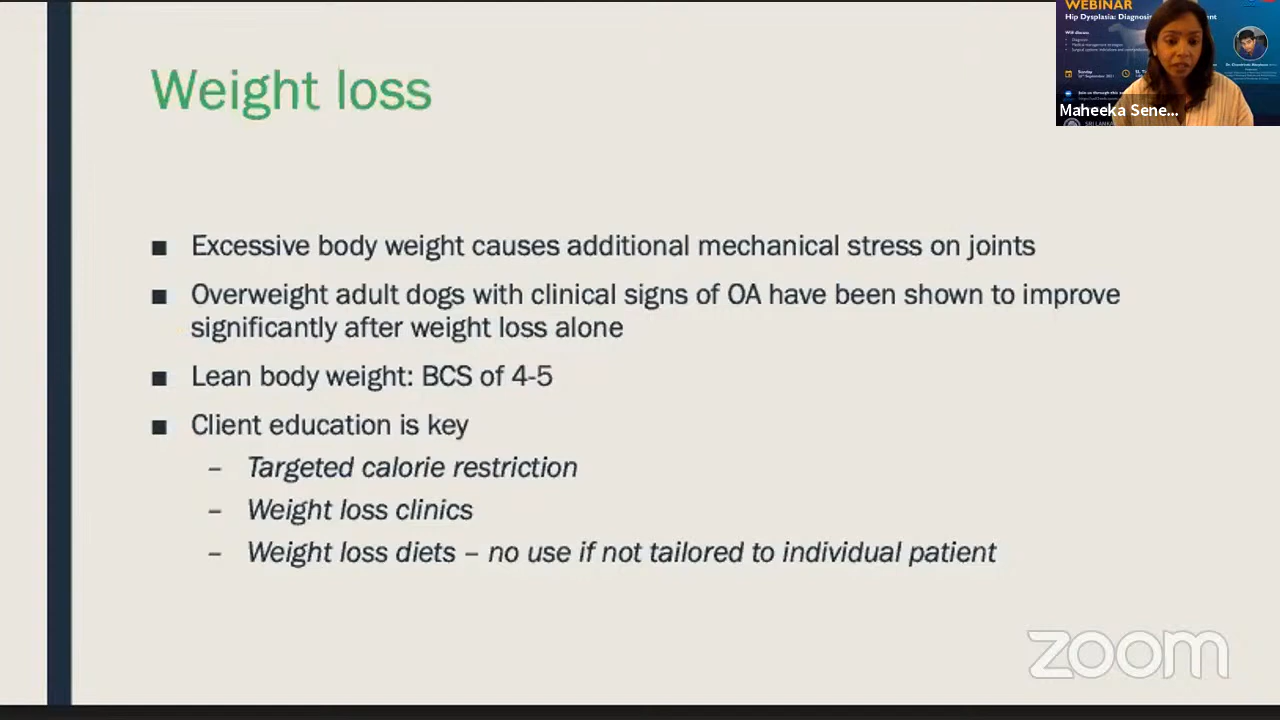 WEBINAR
Hip Dysplasia: Diagnosis
Weight loss
Maheeka Sene...
■ Excessive body weight causes additional mechanical stress on joints
■ Overweight adult dogs with clinical signs of OA have been shown to improve
significantly after weight loss alone
■ Lean body weight: BCS of 4-5
■ Client education is key
– Targeted calorie restriction
– Weight loss clinics
– Weight loss diets – no use if not tailored to individual patient
zoom